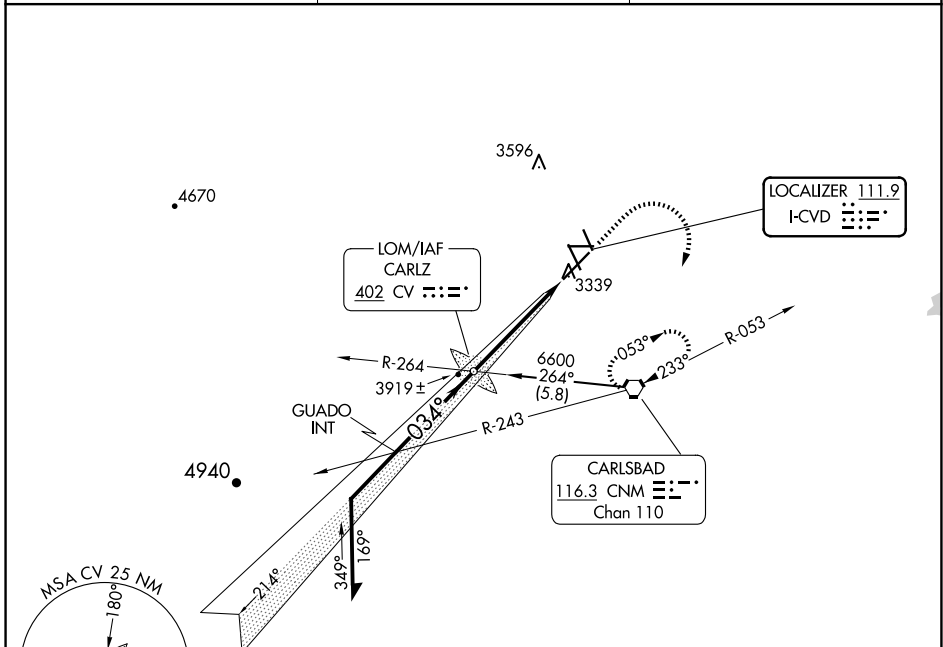 3596
4670
LOCALIZER 111.9
I-CVD
LOM/IAF
CARLZ
402 CV
3339
R-053
053°
233°
R-264
6600
264°
(5.8)
3919±
034°
GUADO
INT
R-243
4940
CARLSBAD
116.3 CNM
Chan 110
349°
169°
214°
MSA CV 25 NM
180°